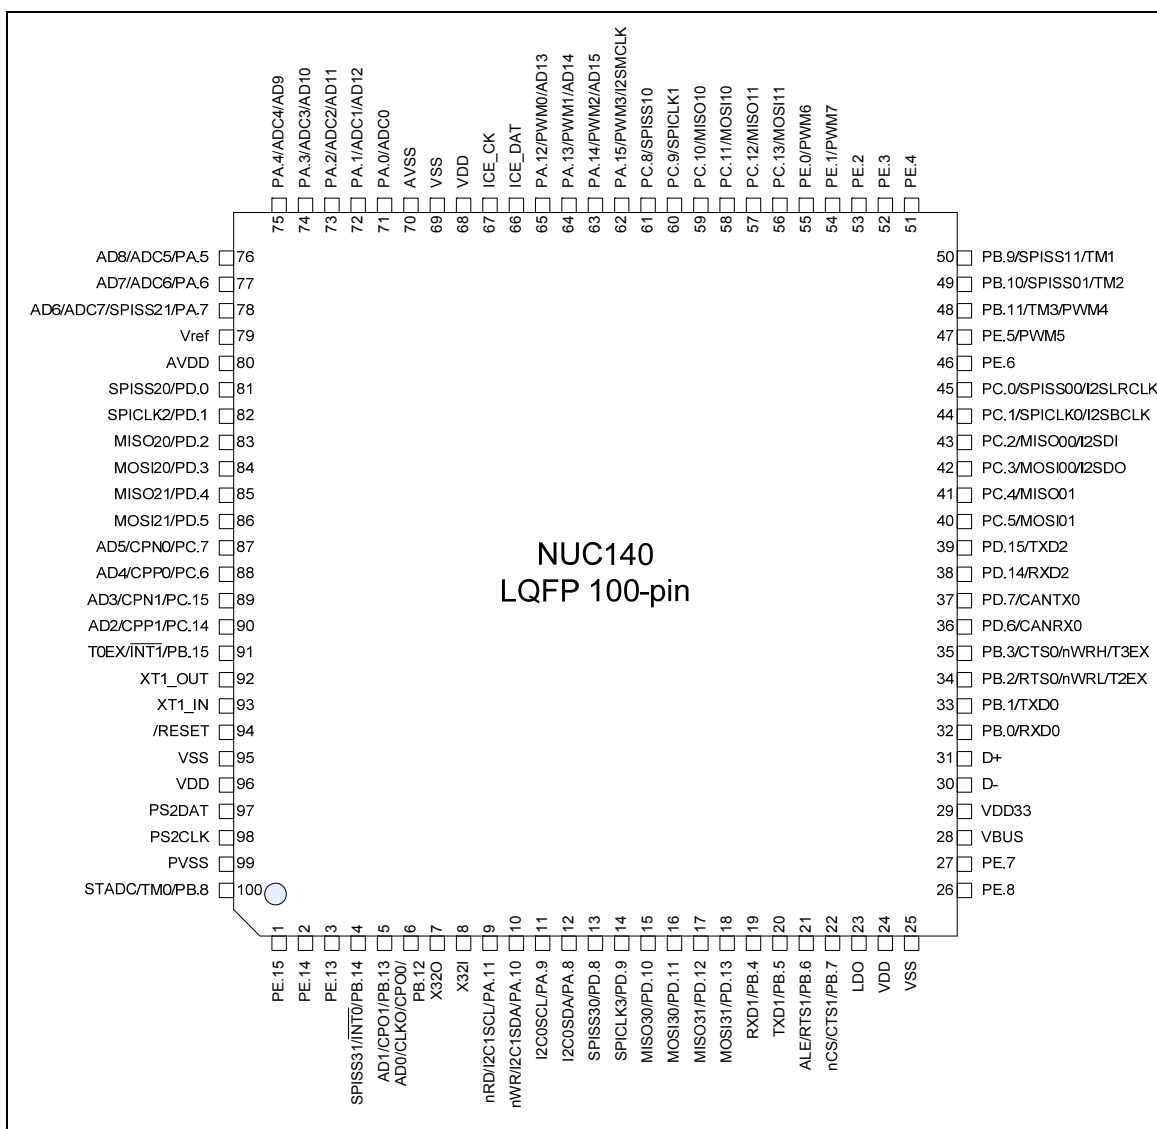 PA.4/ADC4/AD9
PA.3/ADC3/AD10
PA.2/ADC2/AD11
PA.1/ADC1/AD12
PA.0/ADC0
AVSS
VSS
VDD
ICE_CK
ICE_DAT
PA.12/PWM0/AD13
PA.13/PWM1/AD14
PA.14/PWM2/AD15
PA.15/PWM3/I2SMCLK
PC.8/SPISS10
PC.9/SPICLK1
PC.10/MISO10
PC.11/MOSI10
PC.12/MISO11
PC.13/MOSI11
PE.0/PWM6
PE.1/PWM7
PE.2
PE.3
PE.4
75
74
73
72
71
70
69
68
67
66
65
64
63
62
61
60
59
58
57
56
55
54
53
52
51
AD8/ADC5/PA.5 76
AD7/ADC6/PA.6 77
AD6/ADC7/SPISS21/PA.7 78
Vref 79
AVDD 80
SPISS20/PD.0 81
SPICLK2/PD.1 82
MISO20/PD.2 83
MOSI20/PD.3 84
MISO21/PD.4 85
MOSI21/PD.5 86
AD5/CPN0/PC.7 87
AD4/CPP0/PC.6 88
AD3/CPN1/PC.15 89
AD2/CPP1/PC.14 90
T0EX/INT1/PB.15 91
XT1_OUT 92
XT1_IN 93
/RESET 94
VSS 95
VDD 96
PS2DAT 97
PS2CLK 98
PVSS 99
STADC/TM0/PB.8 100
NUC140
LQFP 100-pin
50 PB.9/SPISS11/TM1
49 PB.10/SPISS01/TM2
48 PB.11/TM3/PWM4
47 PE.5/PWM5
46 PE.6
45 PC.0/SPISS00/I2SLRCLK
44 PC.1/SPICLK0/I2SBCLK
43 PC.2/MISO00/I2SDI
42 PC.3/MOSI00/I2SDO
41 PC.4/MISO01
40 PC.5/MOSI01
39 PD.15/TXD2
38 PD.14/RXD2
37 PD.7/CANTX0
36 PD.6/CANRX0
35 PB.3/CTS0/nWRH/T3EX
34 PB.2/RTS0/nWRL/T2EX
33 PB.1/TXD0
32 PB.0/RXD0
31 D+
30 D-
29 VDD33
28 VBUS
27 PE.7
26 PE.8
1
2
3
4
5
6
7
8
9
10
11
12
13
14
15
16
17
18
19
20
21
22
23
24
25
PE.15
PE.14
PE.13
SPISS31/INT0/PB.14
AD1/CPO1/PB.13
AD0/CLKO/CPO0/
PB.12
X32O
X32I
nRD/I2C1SCL/PA.11
nWR/I2C1SDA/PA.10
I2C0SCL/PA.9
I2C0SDA/PA.8
SPISS30/PD.8
SPICLK3/PD.9
MISO30/PD.10
MOSI30/PD.11
MISO31/PD.12
MOSI31/PD.13
RXD1/PB.4
TXD1/PB.5
ALE/RTS1/PB.6
nCS/CTS1/PB.7
LDO
VDD
VSS